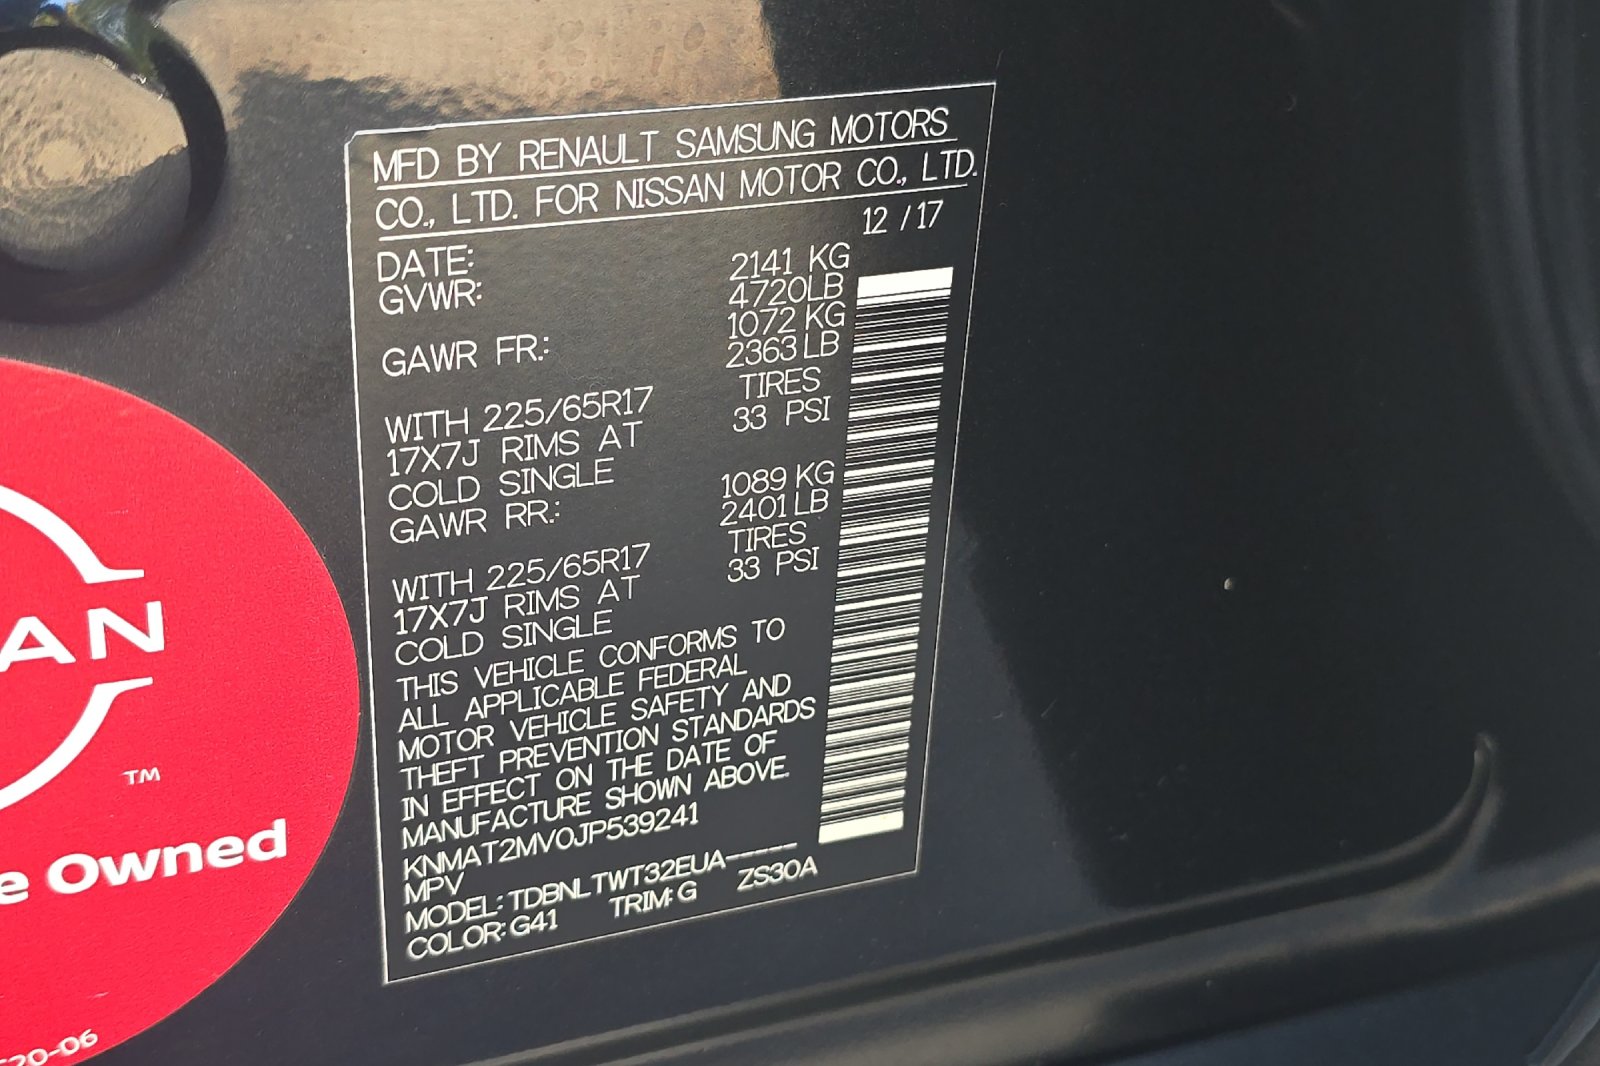 MFD BY RENAULT SAMSUNG MOTORS
CO., LTD. FOR NISSAN MOTOR CO., LTD.
DATE: 12 / 17
GVWR: 2141 KG
4720LB
GAWR FR.: 1072 KG
2363 LB
WITH 225/65R17 TIRES
17X7J RIMS AT 33 PSI
COLD SINGLE
GAWR RR.: 1089 KG
2401 LB
WITH 225/65R17 TIRES
17X7J RIMS AT 33 PSI
COLD SINGLE
THIS VEHICLE CONFORMS TO
ALL APPLICABLE FEDERAL
MOTOR VEHICLE SAFETY AND
THEFT PREVENTION STANDARDS
IN EFFECT ON THE DATE OF
MANUFACTURE SHOWN ABOVE.
KNMAT2MV0JP539241
MPV
MODEL: TDBNLTWT32EUA-----
COLOR: G41 TRIM: G ZS30A
AN
TM
e Owned
20-06